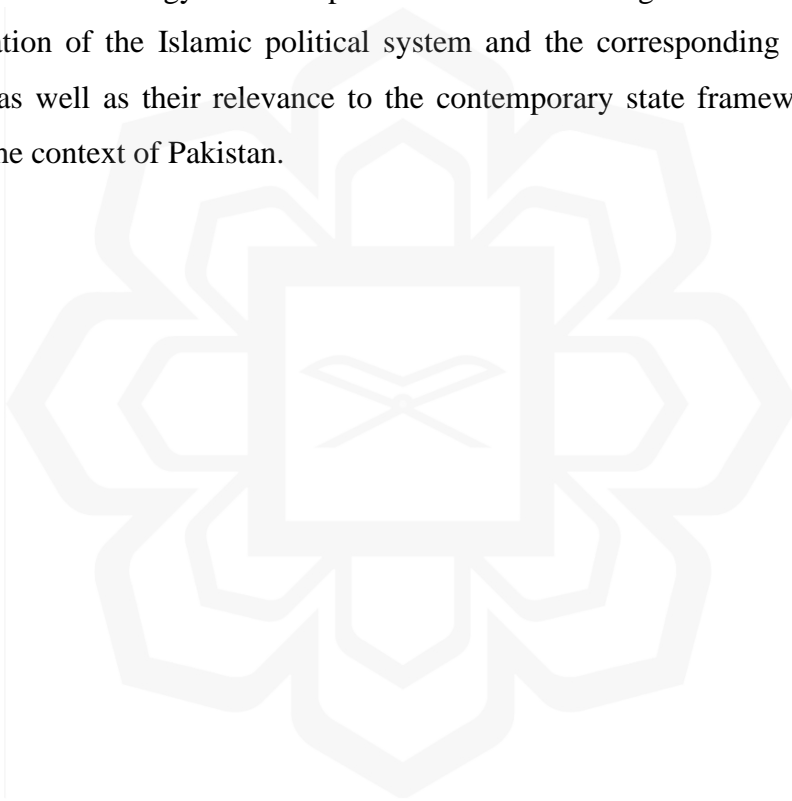 ation of the Islamic political system and the corresponding
as well as their relevance to the contemporary state framew
ne context of Pakistan.